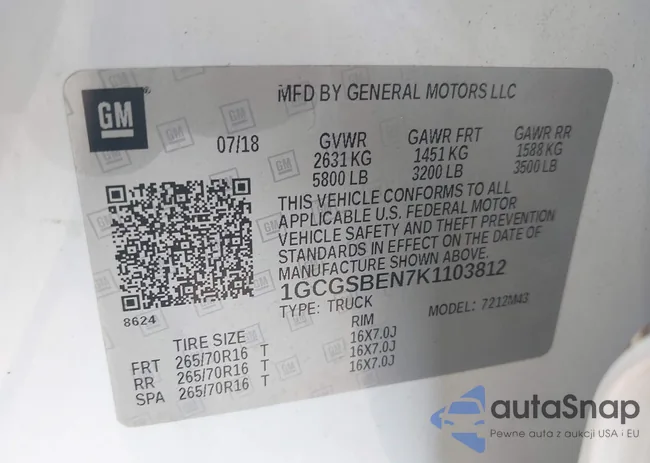 GM
MFD BY GENERAL MOTORS LLC
07/18
GVWR GAWR FRT GAWR RR
2631 KG 1451 KG 1588 KG
5800 LB 3200 LB 3500 LB
THIS VEHICLE CONFORMS TO ALL
APPLICABLE U.S. FEDERAL MOTOR
VEHICLE SAFETY AND THEFT PREVENTION
STANDARDS IN EFFECT ON THE DATE OF
MANUFACTURE SHOWN ABOVE.
1GCGSBEN7K1103812
TYPE: TRUCK MODEL: 7212M43
8624
TIRE SIZE RIM
FRT 265/70R16 T 16X7.0J
RR 265/70R16 T 16X7.0J
SPA 265/70R16 T 16X7.0J
autaSnap
Pewne auta z aukcji USA i EU